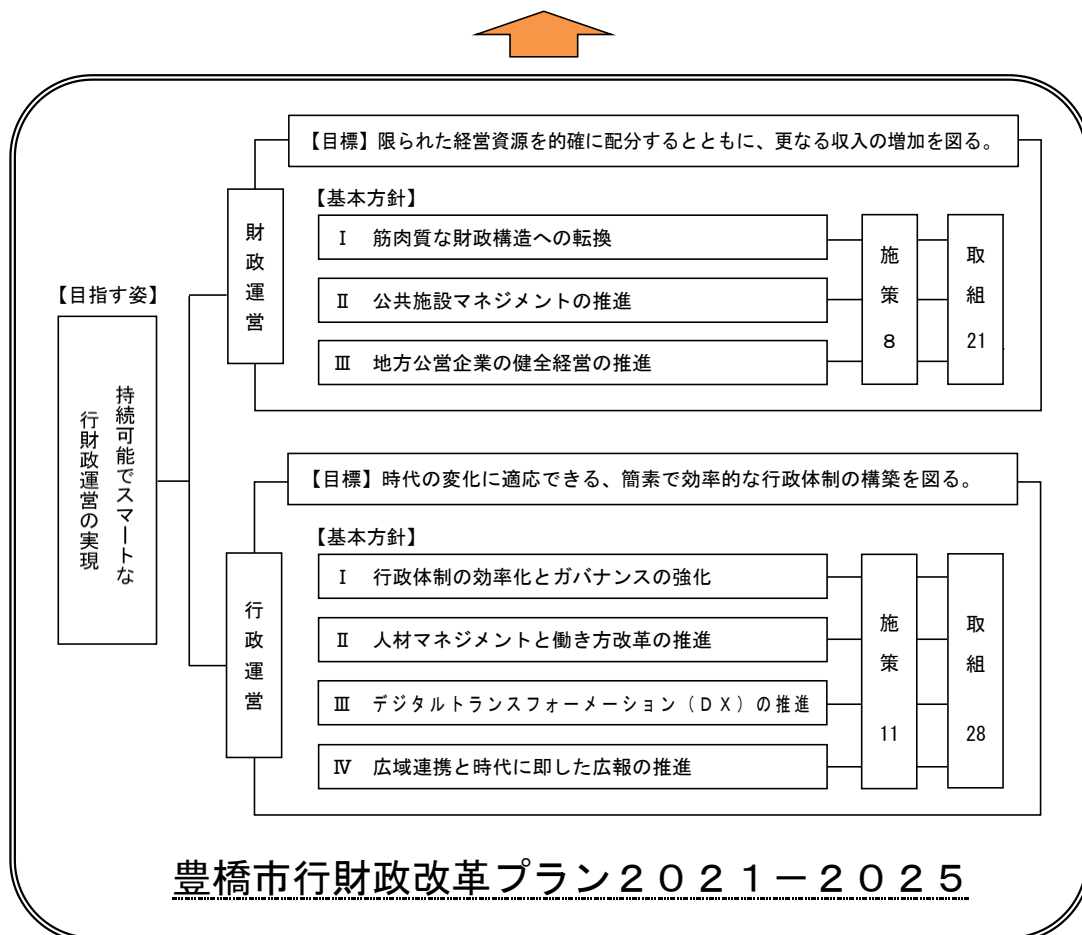 【目標】限られた経営資源を的確に配分するとともに、更なる収入の増加を図る。
財政運営
【基本方針】
Ⅰ 筋肉質な財政構造への転換
Ⅱ 公共施設マネジメントの推進
Ⅲ 地方公営企業の健全経営の推進
施策
8
取組
21
【目指す姿】
持続可能でスマートな
行財政運営の実現
【目標】時代の変化に適応できる、簡素で効率的な行政体制の構築を図る。
行政運営
【基本方針】
Ⅰ 行政体制の効率化とガバナンスの強化
Ⅱ 人材マネジメントと働き方改革の推進
Ⅲ デジタルトランスフォーメーション(DX)の推進
Ⅳ 広域連携と時代に即した広報の推進
施策
11
取組
28
豊橋市行財政改革プラン2021-2025